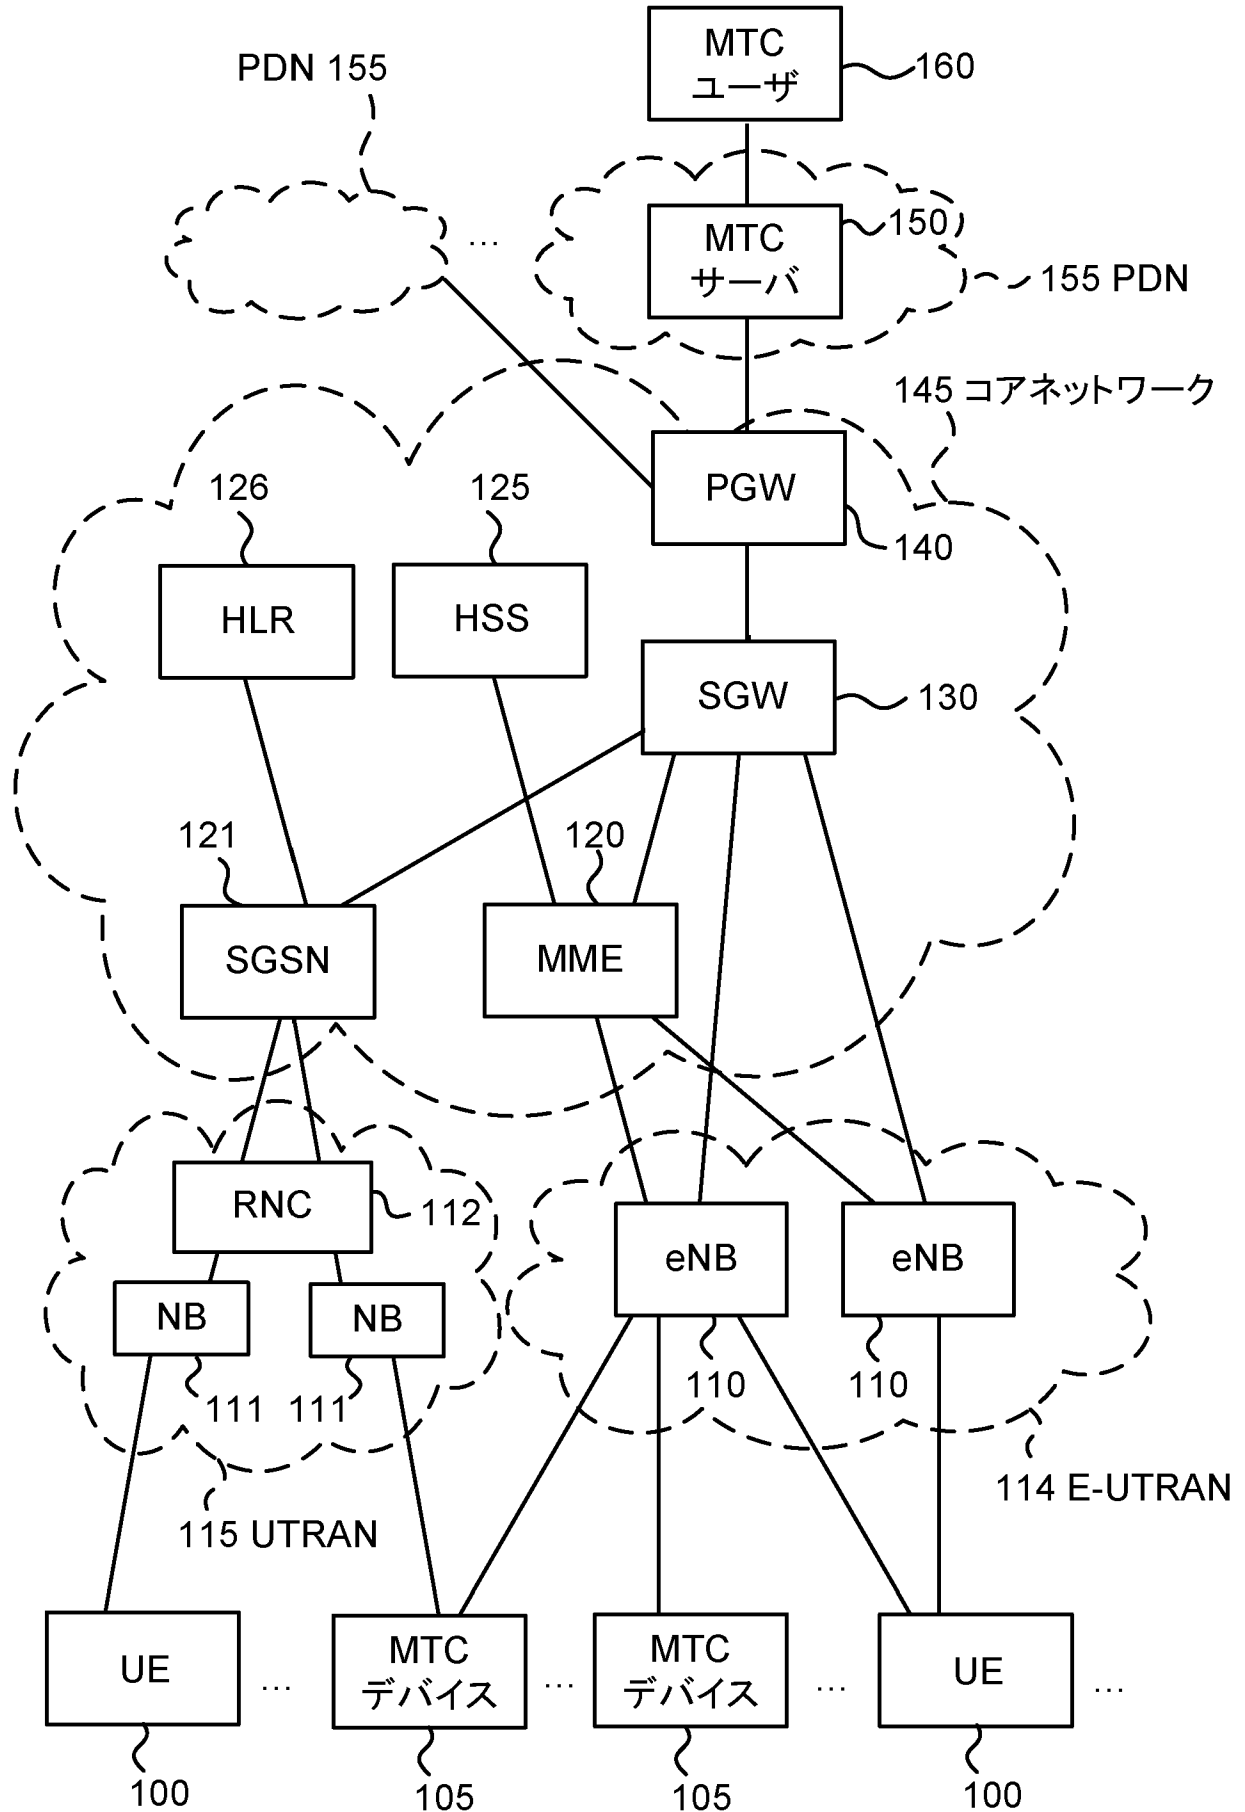 MTC
ユーザ
160
PDN 155
MTC
サーバ
150
...
155 PDN
145 コアネットワーク
PGW
140
126
125
HLR
HSS
SGW
130
121
120
SGSN
MME
RNC
112
eNB
eNB
NB
NB
111
111
110
110
115 UTRAN
114 E-UTRAN
UE
...
MTC
デバイス
...
MTC
デバイス
...
UE
...
100
105
105
100